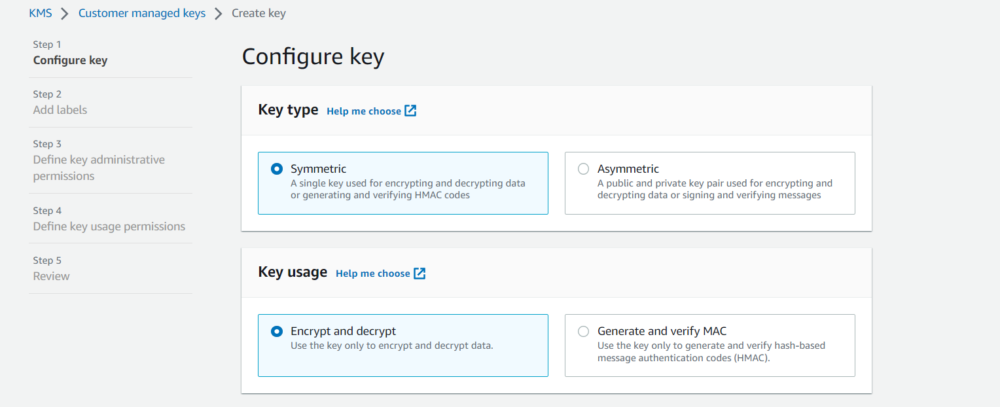 KMS > Customer managed keys > Create key
Step 1
Configure key
Step 2
Add labels
Step 3
Define key administrative
permissions
Step 4
Define key usage permissions
Step 5
Review
Configure key
Key type Help me choose
Symmetric
A single key used for encrypting and decrypting data
or generating and verifying HMAC codes
Asymmetric
A public and private key pair used for encrypting and
decrypting data or signing and verifying messages
Key usage Help me choose
Encrypt and decrypt
Use the key only to encrypt and decrypt data.
Generate and verify MAC
Use the key only to generate and verify hash-based
message authentication codes (HMAC).